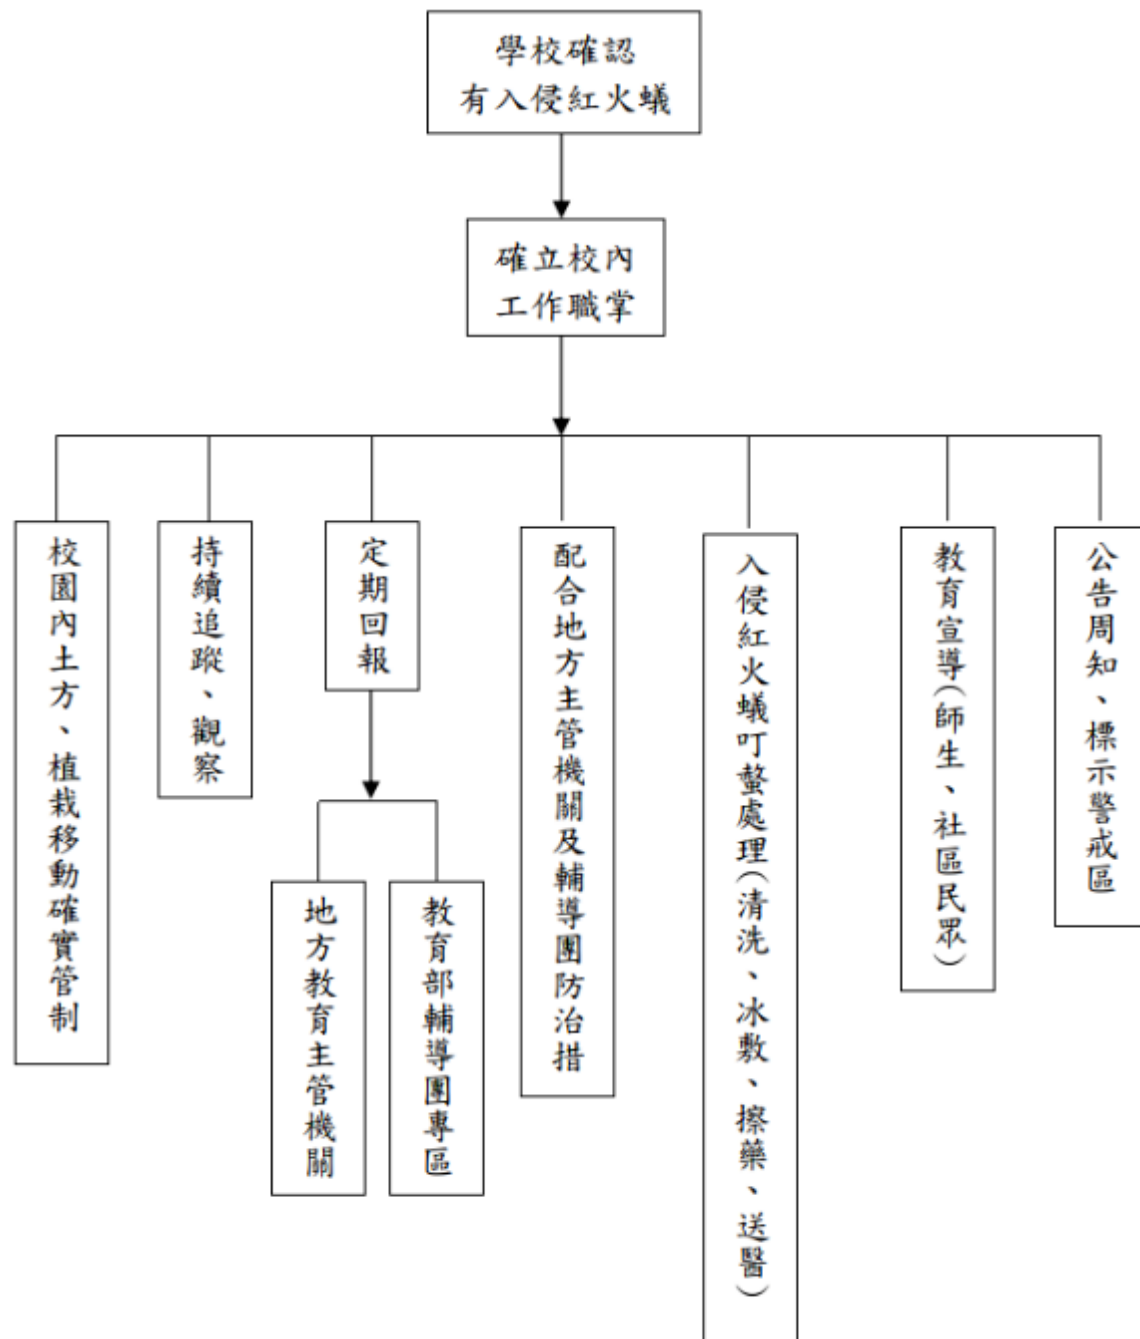 學校確認
有入侵紅火蟻
確立校內
工作職掌
校園內土方、植栽移動確實管制
持續追蹤、觀察
定期回報
地方教育主管機關
教育部輔導團專區
配合地方主管機關及輔導團防治措
入侵紅火蟻叮螫處理(清洗、冰敷、擦藥、送醫)
教育宣導(師生、社區民眾)
公告周知、標示警戒區